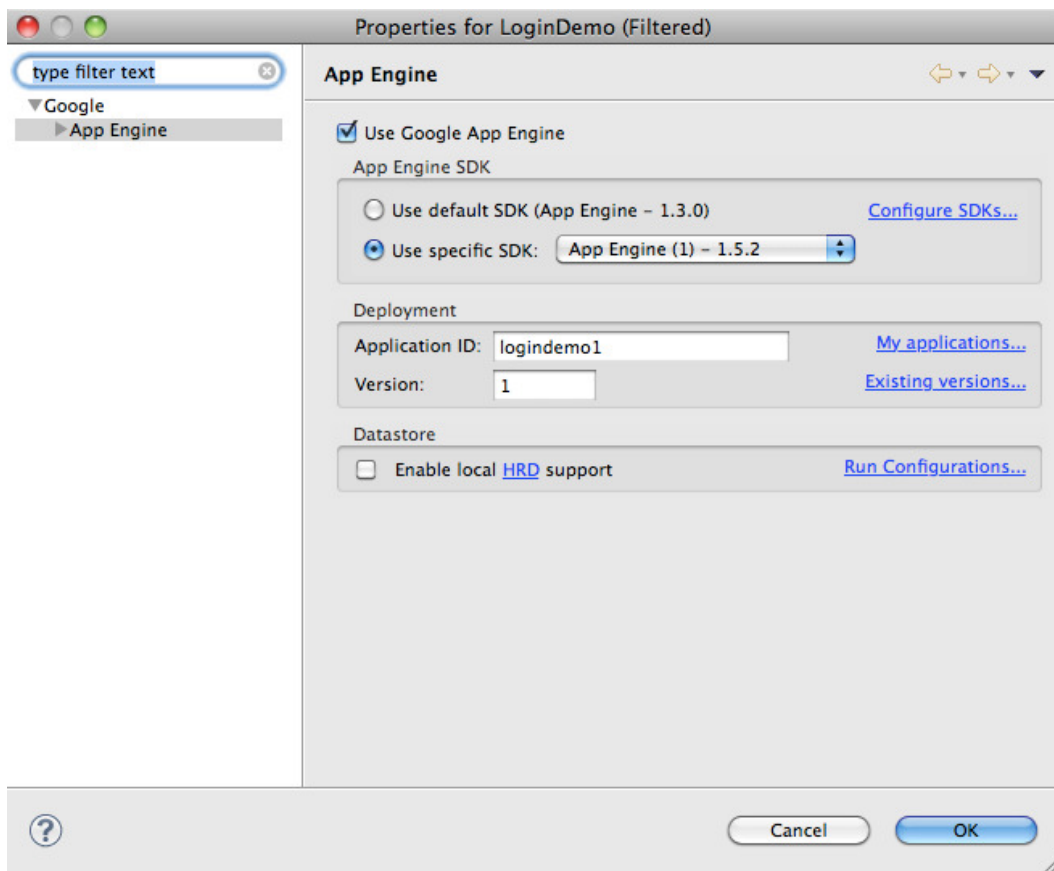 Properties for LoginDemo (Filtered)
type filter text
Google
App Engine
App Engine
Use Google App Engine
App Engine SDK
Use default SDK (App Engine – 1.3.0)
Configure SDKs...
Use specific SDK:
App Engine (1) – 1.5.2
Deployment
Application ID:
logindemo1
My applications...
Version:
1
Existing versions...
Datastore
Enable local HRD support
Run Configurations...
?
Cancel
OK